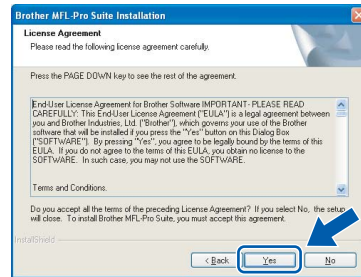 Brother MFL-Pro Suite Installation
License Agreement
Please read the following license agreement carefully.
Press the PAGE DOWN key to see the rest of the agreement.
End-User License Agreement for Brother Software IMPORTANT- PLEASE READ
CAREFULLY: This End-User License Agreement ("EULA") is a legal agreement between
you and Brother Industries, Ltd. ("Brother"), which governs your use of the Brother
software that will be installed if you press the "Yes" button on this Dialog Box
("SOFTWARE"). By pressing "Yes", you agree to be legally bound by the terms of this
EULA. If you do not agree to the terms of this EULA, you obtain no license to the
SOFTWARE. In such case, you may not use the SOFTWARE.
Terms and Conditions.
Do you accept all the terms of the preceding License Agreement? If you select No, the setup
will close. To install Brother MFL-Pro Suite, you must accept this agreement.
InstallShield
< Back Yes No